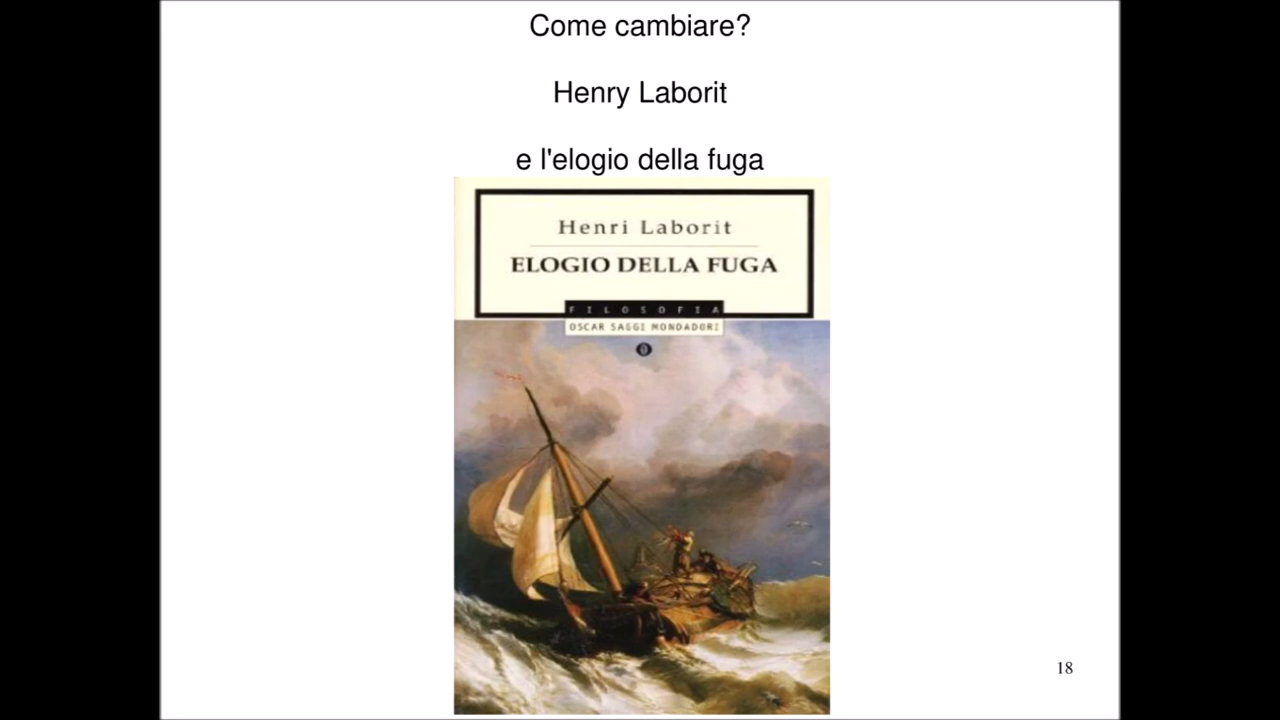 Come cambiare?
Henry Laborit
e l'elogio della fuga
Henri Laborit
ELOGIO DELLA FUGA
FILOSOFIA
OSCAR SAGGI MONDADORI
18